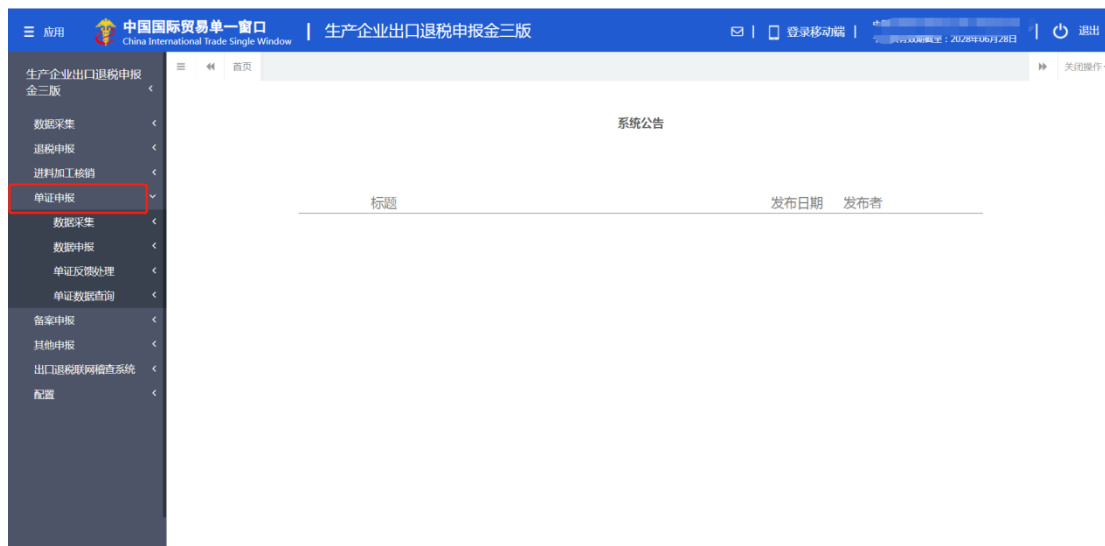 应用
中国国际贸易单一窗口
China International Trade Single Window
生产企业出口退税申报金三版
登录移动端
有效期截至：2028年06月28日
退出
生产企业出口退税申报
金三版
首页
关闭操作
数据采集
退税申报
进料加工核销
单证申报
数据采集
数据申报
单证反馈处理
单证数据查询
备案申报
其他申报
出口退税联网稽查系统
配置
系统公告
标题 发布日期 发布者